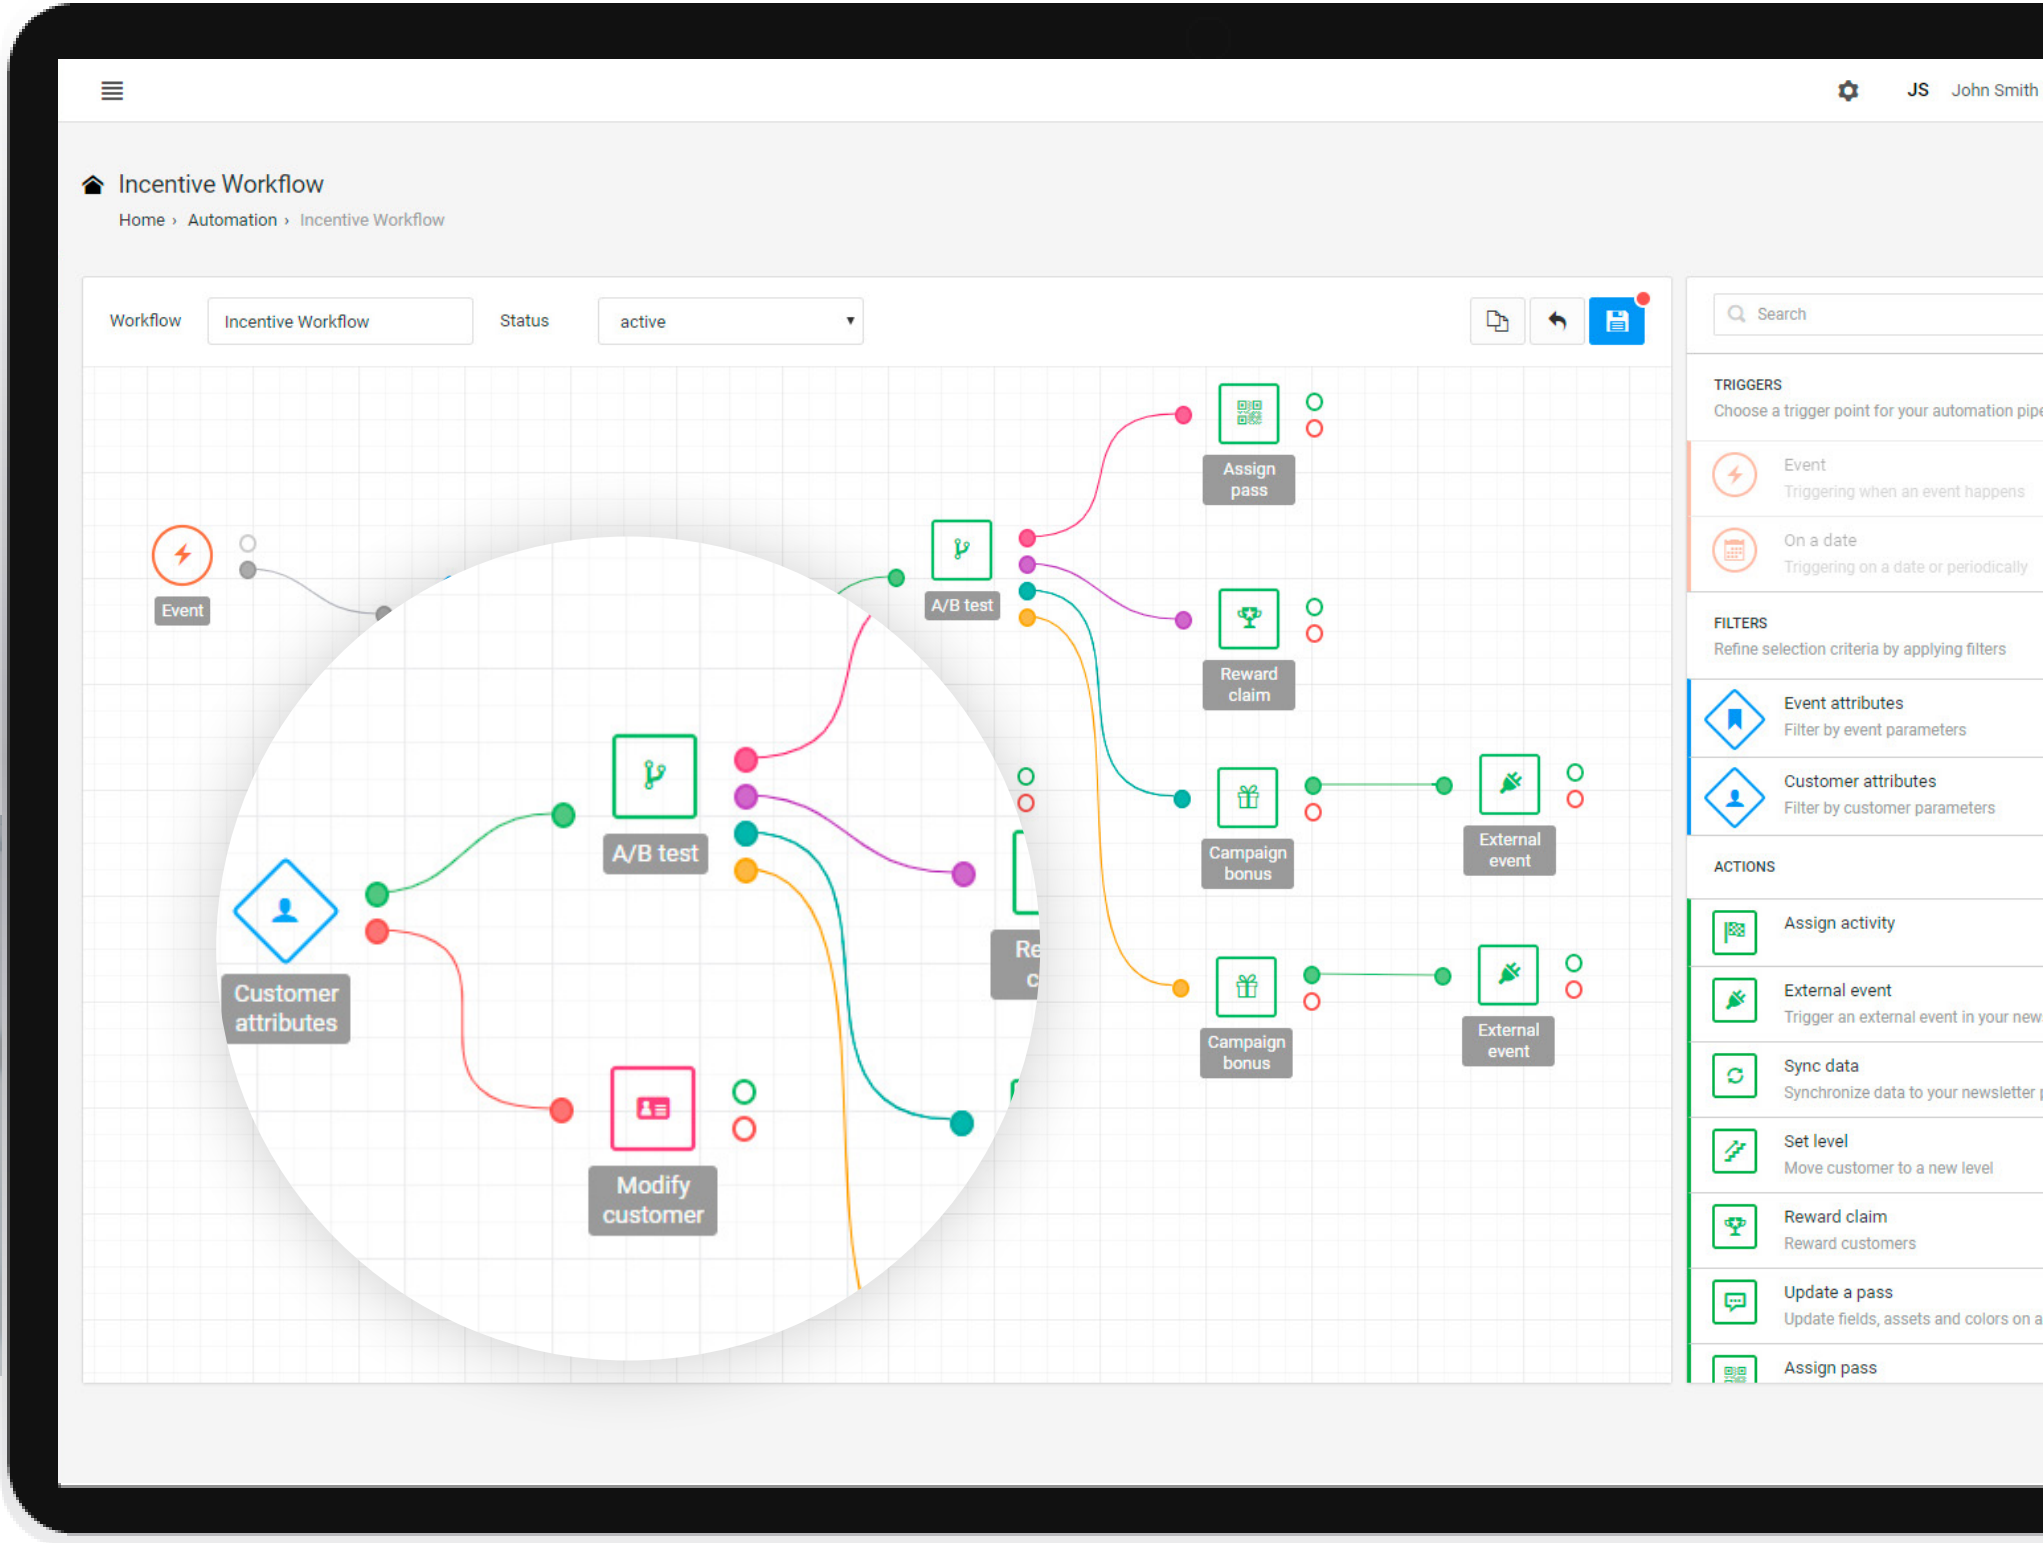 JS John Smith
Incentive Workflow
Home › Automation › Incentive Workflow
Workflow
Incentive Workflow
Status
active
Search
TRIGGERS
Choose a trigger point for your automation
Event
Triggering when an event happens
On a date
Triggering on a date or periodically
FILTERS
Refine selection criteria by applying filters
Event attributes
Filter by event parameters
Customer attributes
Filter by customer parameters
ACTIONS
Assign activity
External event
Trigger an external event in your
Sync data
Synchronize data to your newsletter
Set level
Move customer to a new level
Reward claim
Reward customers
Update a pass
Update fields, assets and colors on
Assign pass
Event
A/B test
Assign
pass
Reward
claim
Campaign
bonus
External
event
Campaign
bonus
External
event
A/B test
Customer
attributes
Modify
customer